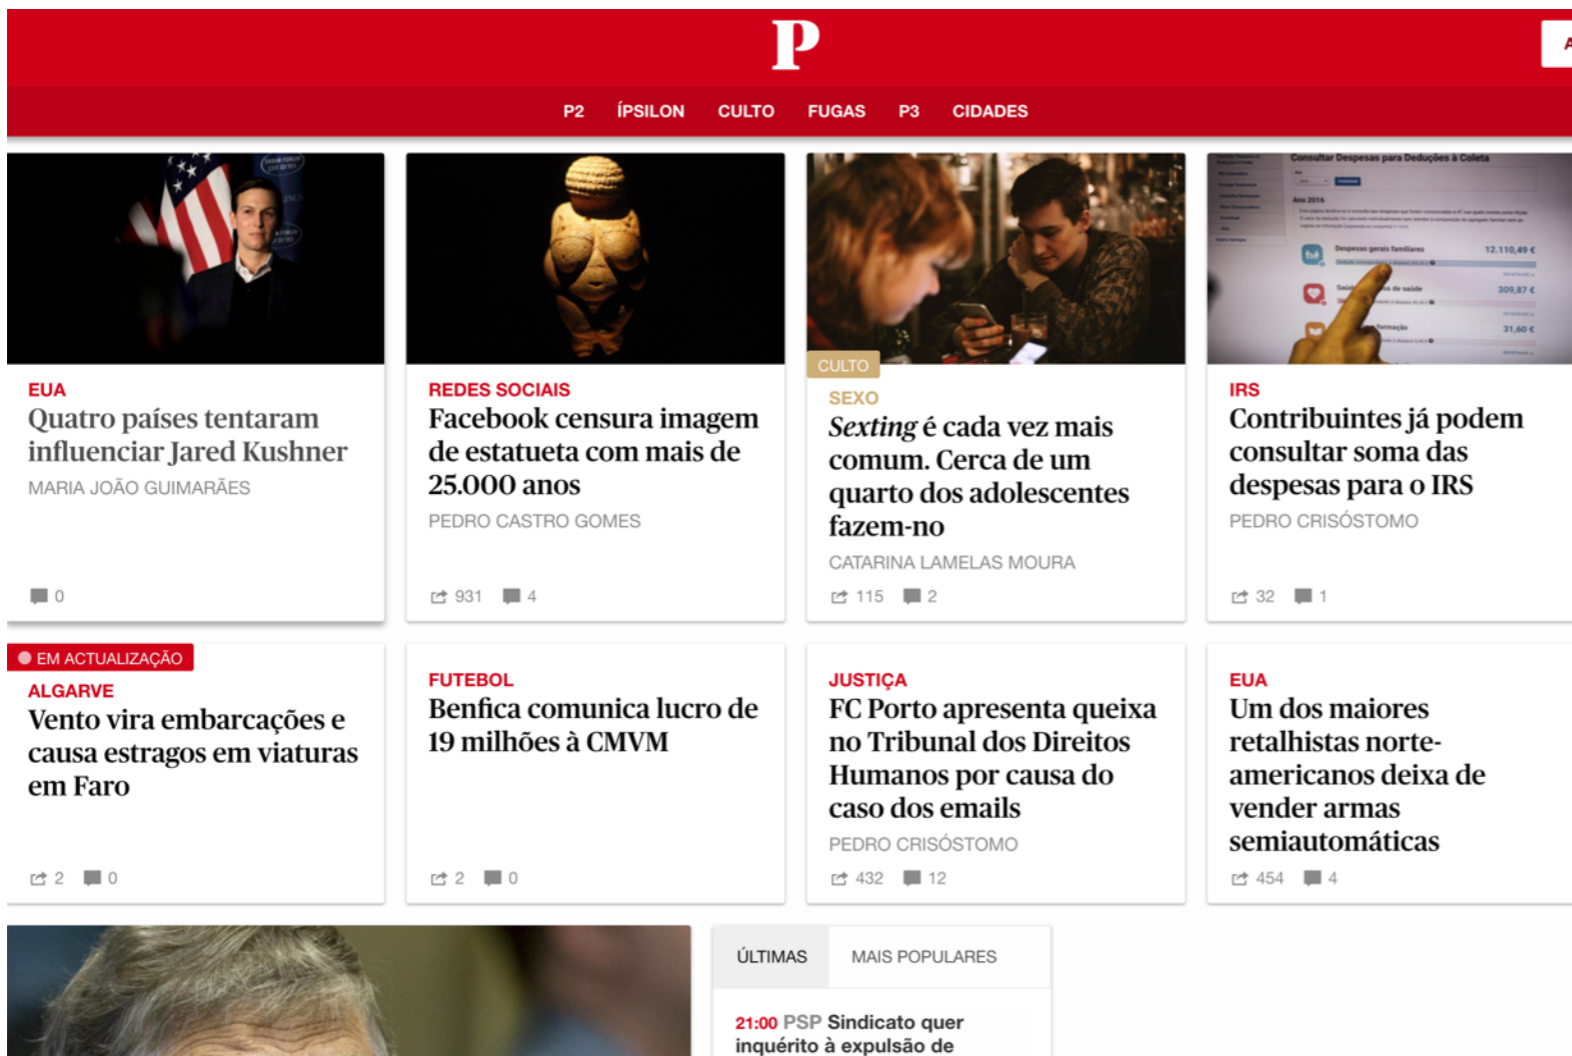 P
A
P2 ÍPSILON CULTO FUGAS P3 CIDADES
EUA
Quatro países tentaram
influenciar Jared Kushner
MARIA JOÃO GUIMARÃES
0
REDES SOCIAIS
Facebook censura imagem
de estatueta com mais de
25.000 anos
PEDRO CASTRO GOMES
931 4
CULTO
SEXO
Sexting é cada vez mais
comum. Cerca de um
quarto dos adolescentes
fazem-no
CATARINA LAMELAS MOURA
115 2
Consultar Despesas para Deduções à Coleta
Ano 2016
Despesas gerais familiares 12.110,49 €
de saúde 309,87 €
formação 31,60 €
IRS
Contribuintes já podem
consultar soma das
despesas para o IRS
PEDRO CRISÓSTOMO
32 1
EM ACTUALIZAÇÃO
ALGARVE
Vento vira embarcações e
causa estragos em viaturas
em Faro
2 0
FUTEBOL
Benfica comunica lucro de
19 milhões à CMVM
2 0
JUSTIÇA
FC Porto apresenta queixa
no Tribunal dos Direitos
Humanos por causa do
caso dos emails
PEDRO CRISÓSTOMO
432 12
EUA
Um dos maiores
retalhistas norte-
americanos deixa de
vender armas
semiautomáticas
454 4
ÚLTIMAS MAIS POPULARES
21:00 PSP Sindicato quer
inquérito à expulsão de